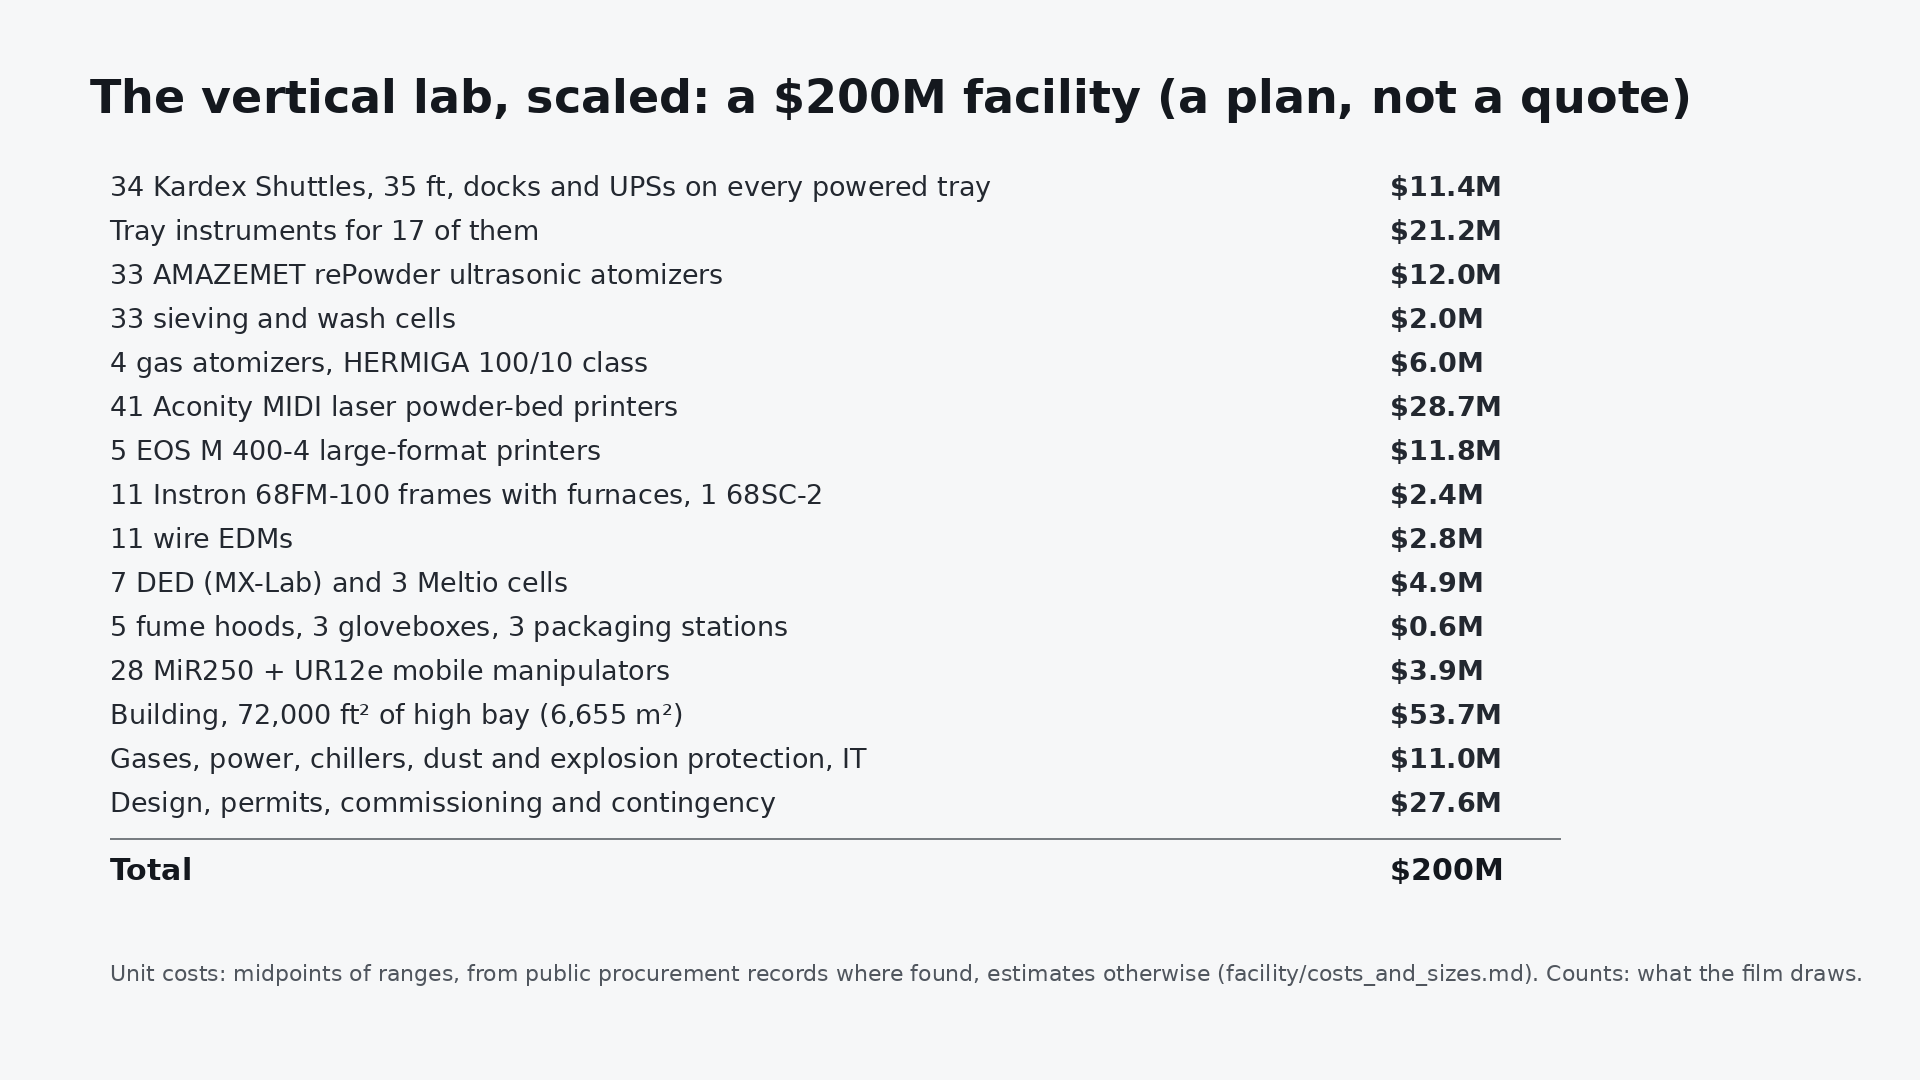 The vertical lab, scaled: a $200M facility (a plan, not a quote)
34 Kardex Shuttles, 35 ft, docks and UPSs on every powered tray $11.4M
Tray instruments for 17 of them $21.2M
33 AMAZEMET rePowder ultrasonic atomizers $12.0M
33 sieving and wash cells $2.0M
4 gas atomizers, HERMIGA 100/10 class $6.0M
41 Aconity MIDI laser powder-bed printers $28.7M
5 EOS M 400-4 large-format printers $11.8M
11 Instron 68FM-100 frames with furnaces, 1 68SC-2 $2.4M
11 wire EDMs $2.8M
7 DED (MX-Lab) and 3 Meltio cells $4.9M
5 fume hoods, 3 gloveboxes, 3 packaging stations $0.6M
28 MiR250 + UR12e mobile manipulators $3.9M
Building, 72,000 ft² of high bay (6,655 m²) $53.7M
Gases, power, chillers, dust and explosion protection, IT $11.0M
Design, permits, commissioning and contingency $27.6M
Total $200M
Unit costs: midpoints of ranges, from public procurement records where found, estimates otherwise (facility/costs_and_sizes.md). Counts: what the film draws.